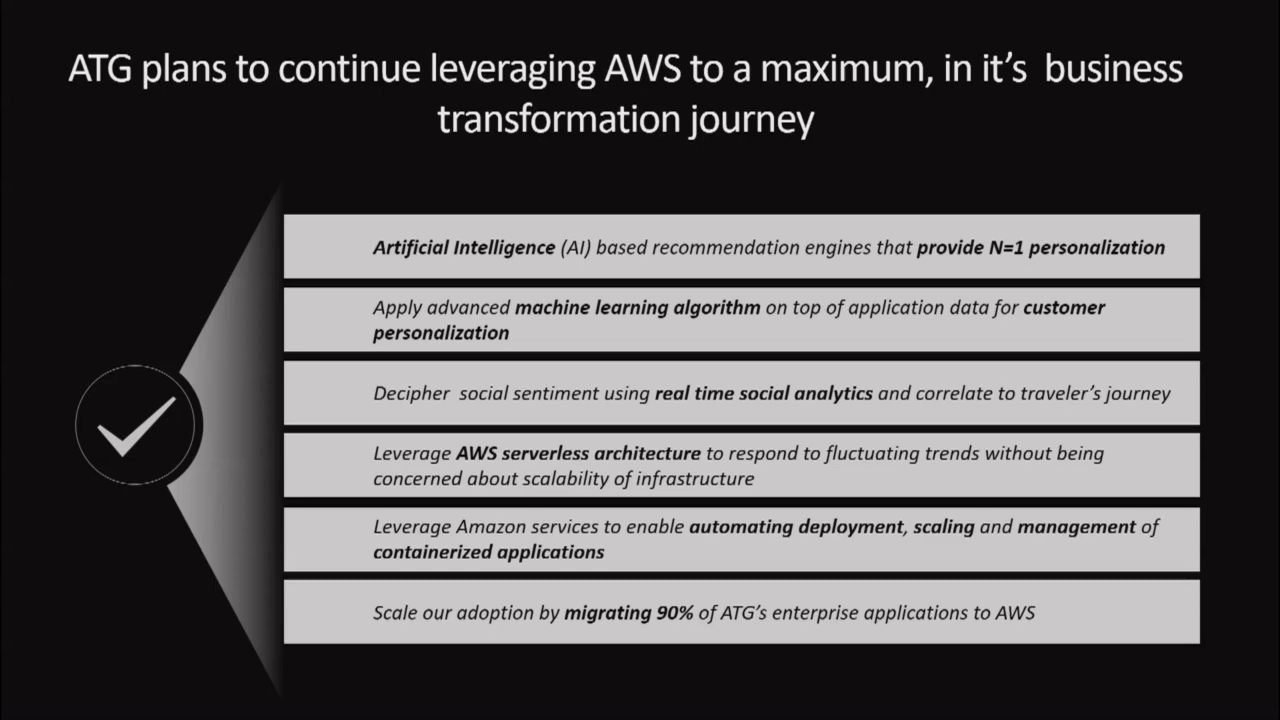 ATG plans to continue leveraging AWS to a maximum, in it’s  business
transformation journey
Artificial Intelligence (AI) based recommendation engines that provide N=1 personalization
Apply advanced machine learning algorithm on top of application data for customer
personalization
Decipher  social sentiment using real time social analytics and correlate to traveler’s journey
Leverage AWS serverless architecture to respond to fluctuating trends without being
concerned about scalability of infrastructure
Leverage Amazon services to enable automating deployment, scaling and management of
containerized applications
Scale our adoption by migrating 90% of ATG’s enterprise applications to AWS